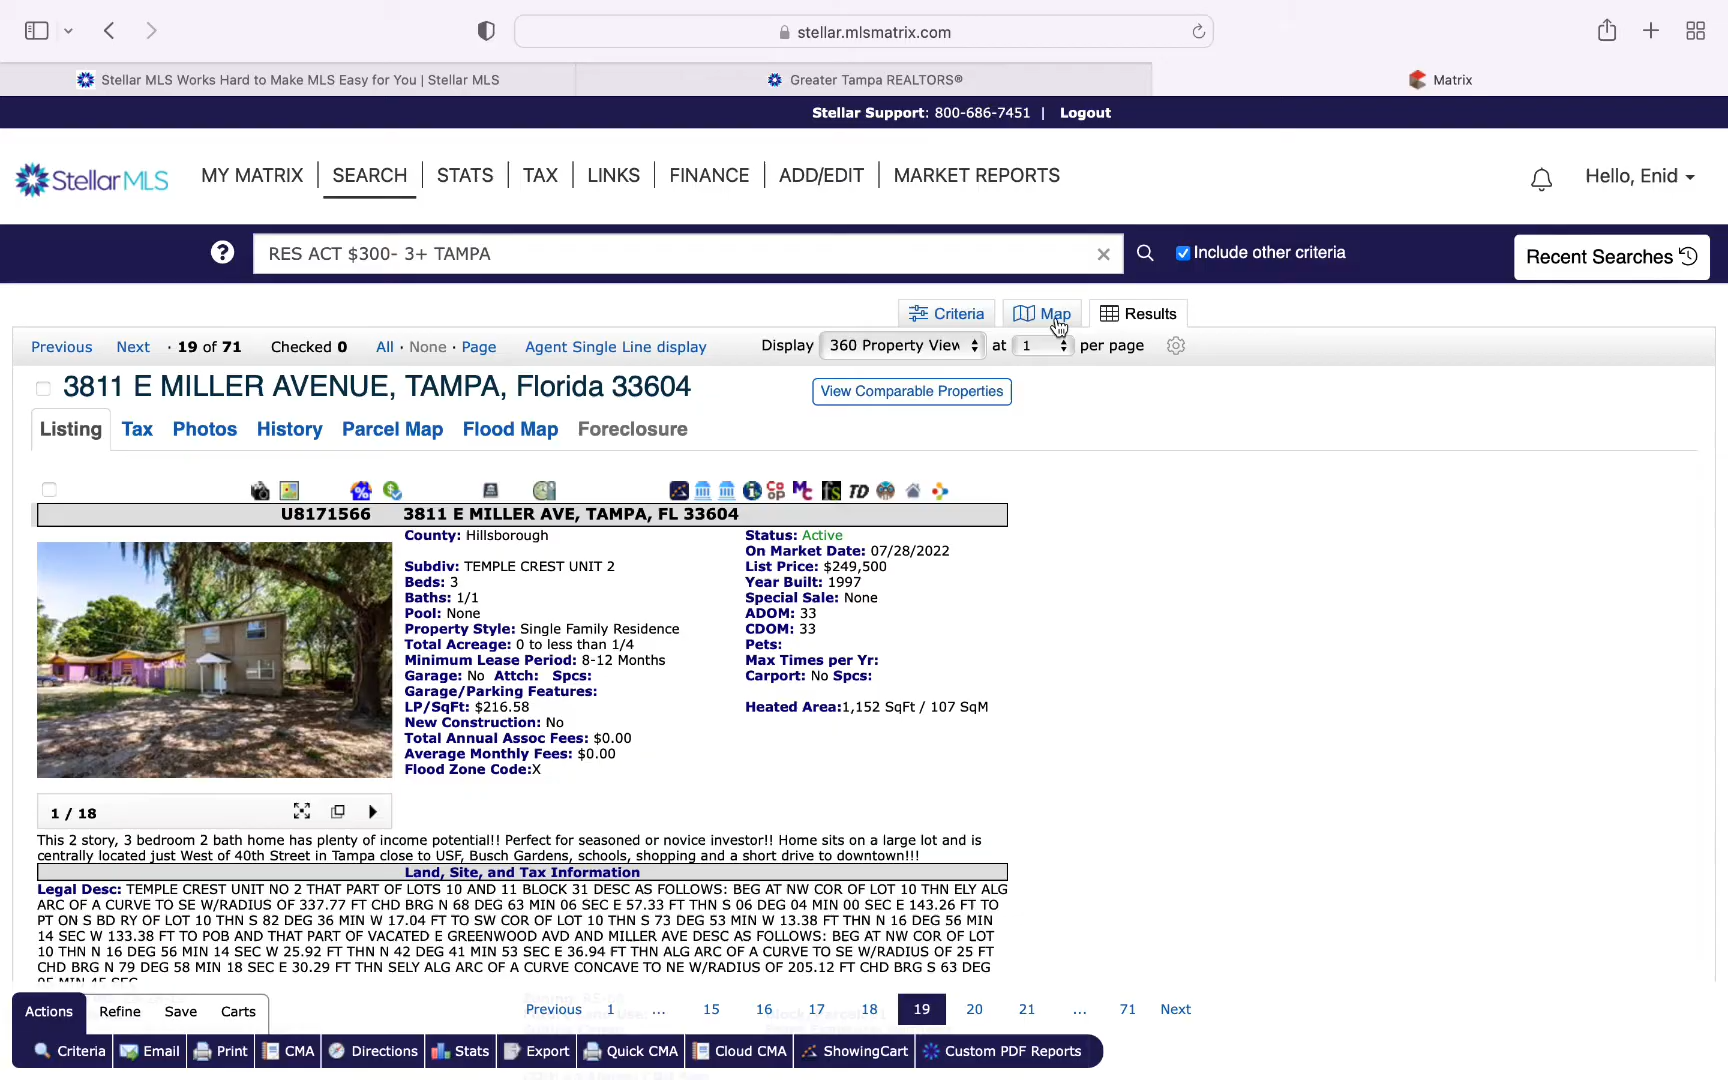 stellar.mlsmatrix.com
Stellar MLS Works Hard to Make MLS Easy for You | Stellar MLS
Greater Tampa REALTORS®
Matrix
Stellar Support: 800-686-7451 | Logout
StellarMLS
MY MATRIX
SEARCH
STATS
TAX
LINKS
FINANCE
ADD/EDIT
MARKET REPORTS
Hello, Enid
RES ACT $300- 3+ TAMPA
Include other criteria
Recent Searches
Criteria
Map
Results
Previous Next · 19 of 71 Checked 0 All · None · Page Agent Single Line display Display 360 Property View at 1 per page
3811 E MILLER AVENUE, TAMPA, Florida 33604
View Comparable Properties
Listing Tax Photos History Parcel Map Flood Map Foreclosure
U8171566 3811 E MILLER AVE, TAMPA, FL 33604
County: Hillsborough
Subdiv: TEMPLE CREST UNIT 2
Beds: 3
Baths: 1/1
Pool: None
Property Style: Single Family Residence
Total Acreage: 0 to less than 1/4
Minimum Lease Period: 8-12 Months
Garage: No Attch: Spcs:
Garage/Parking Features:
LP/SqFt: $216.58
New Construction: No
Total Annual Assoc Fees: $0.00
Average Monthly Fees: $0.00
Flood Zone Code:X
Status: Active
On Market Date: 07/28/2022
List Price: $249,500
Year Built: 1997
Special Sale: None
ADOM: 33
CDOM: 33
Pets:
Max Times per Yr:
Carport: No Spcs:
Heated Area:1,152 SqFt / 107 SqM
1 / 18
This 2 story, 3 bedroom 2 bath home has plenty of income potential!! Perfect for seasoned or novice investor!! Home sits on a large lot and is
centrally located just West of 40th Street in Tampa close to USF, Busch Gardens, schools, shopping and a short drive to downtown!!!
Land, Site, and Tax Information
Legal Desc: TEMPLE CREST UNIT NO 2 THAT PART OF LOTS 10 AND 11 BLOCK 31 DESC AS FOLLOWS: BEG AT NW COR OF LOT 10 THN ELY ALG
ARC OF A CURVE TO SE W/RADIUS OF 337.77 FT CHD BRG N 68 DEG 63 MIN 06 SEC E 57.33 FT THN S 06 DEG 04 MIN 00 SEC E 143.26 FT TO
PT ON S BD RY OF LOT 10 THN S 82 DEG 36 MIN W 17.04 FT TO SW COR OF LOT 10 THN S 73 DEG 53 MIN W 13.38 FT THN N 16 DEG 56 MIN
14 SEC W 133.38 FT TO POB AND THAT PART OF VACATED E GREENWOOD AVD AND MILLER AVE DESC AS FOLLOWS: BEG AT NW COR OF LOT
10 THN N 16 DEG 56 MIN 14 SEC W 25.92 FT THN N 42 DEG 41 MIN 53 SEC E 36.94 FT THN ALG ARC OF A CURVE TO SE W/RADIUS OF 25 FT
CHD BRG N 79 DEG 58 MIN 18 SEC E 30.29 FT THN SELY ALG ARC OF A CURVE CONCAVE TO NE W/RADIUS OF 205.12 FT CHD BRG S 63 DEG
Actions Refine Save Carts
Previous 1 ... 15 16 17 18 19 20 21 ... 71 Next
Criteria Email Print CMA Directions Stats Export Quick CMA Cloud CMA ShowingCart Custom PDF Reports